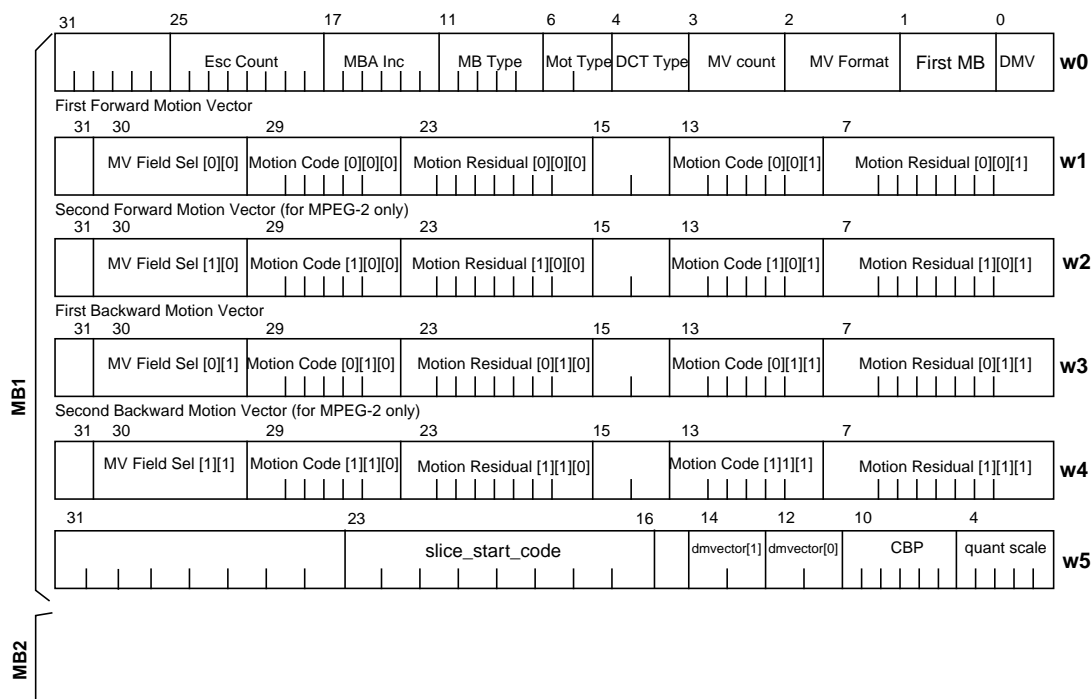 31 25 17 11 6 4 3 2 1 0
Esc Count MBA Inc MB Type Mot Type DCT Type MV count MV Format First MB DMV w0
First Forward Motion Vector
31 30 29 23 15 13 7
MV Field Sel [0][0] Motion Code [0][0][0] Motion Residual [0][0][0] Motion Code [0][0][1] Motion Residual [0][0][1] w1
Second Forward Motion Vector (for MPEG-2 only)
31 30 29 23 15 13 7
MV Field Sel [1][0] Motion Code [1][0][0] Motion Residual [1][0][0] Motion Code [1][0][1] Motion Residual [1][0][1] w2
First Backward Motion Vector
31 30 29 23 15 13 7
MV Field Sel [0][1] Motion Code [0][1][0] Motion Residual [0][1][0] Motion Code [0][1][1] Motion Residual [0][1][1] w3
Second Backward Motion Vector (for MPEG-2 only)
31 30 29 23 15 13 7
MV Field Sel [1][1] Motion Code [1][1][0] Motion Residual [1][1][0] Motion Code [1]1][1] Motion Residual [1][1][1] w4
31 23 16 14 12 10 4
slice_start_code dmvector[1] dmvector[0] CBP quant scale w5
MB1
MB2